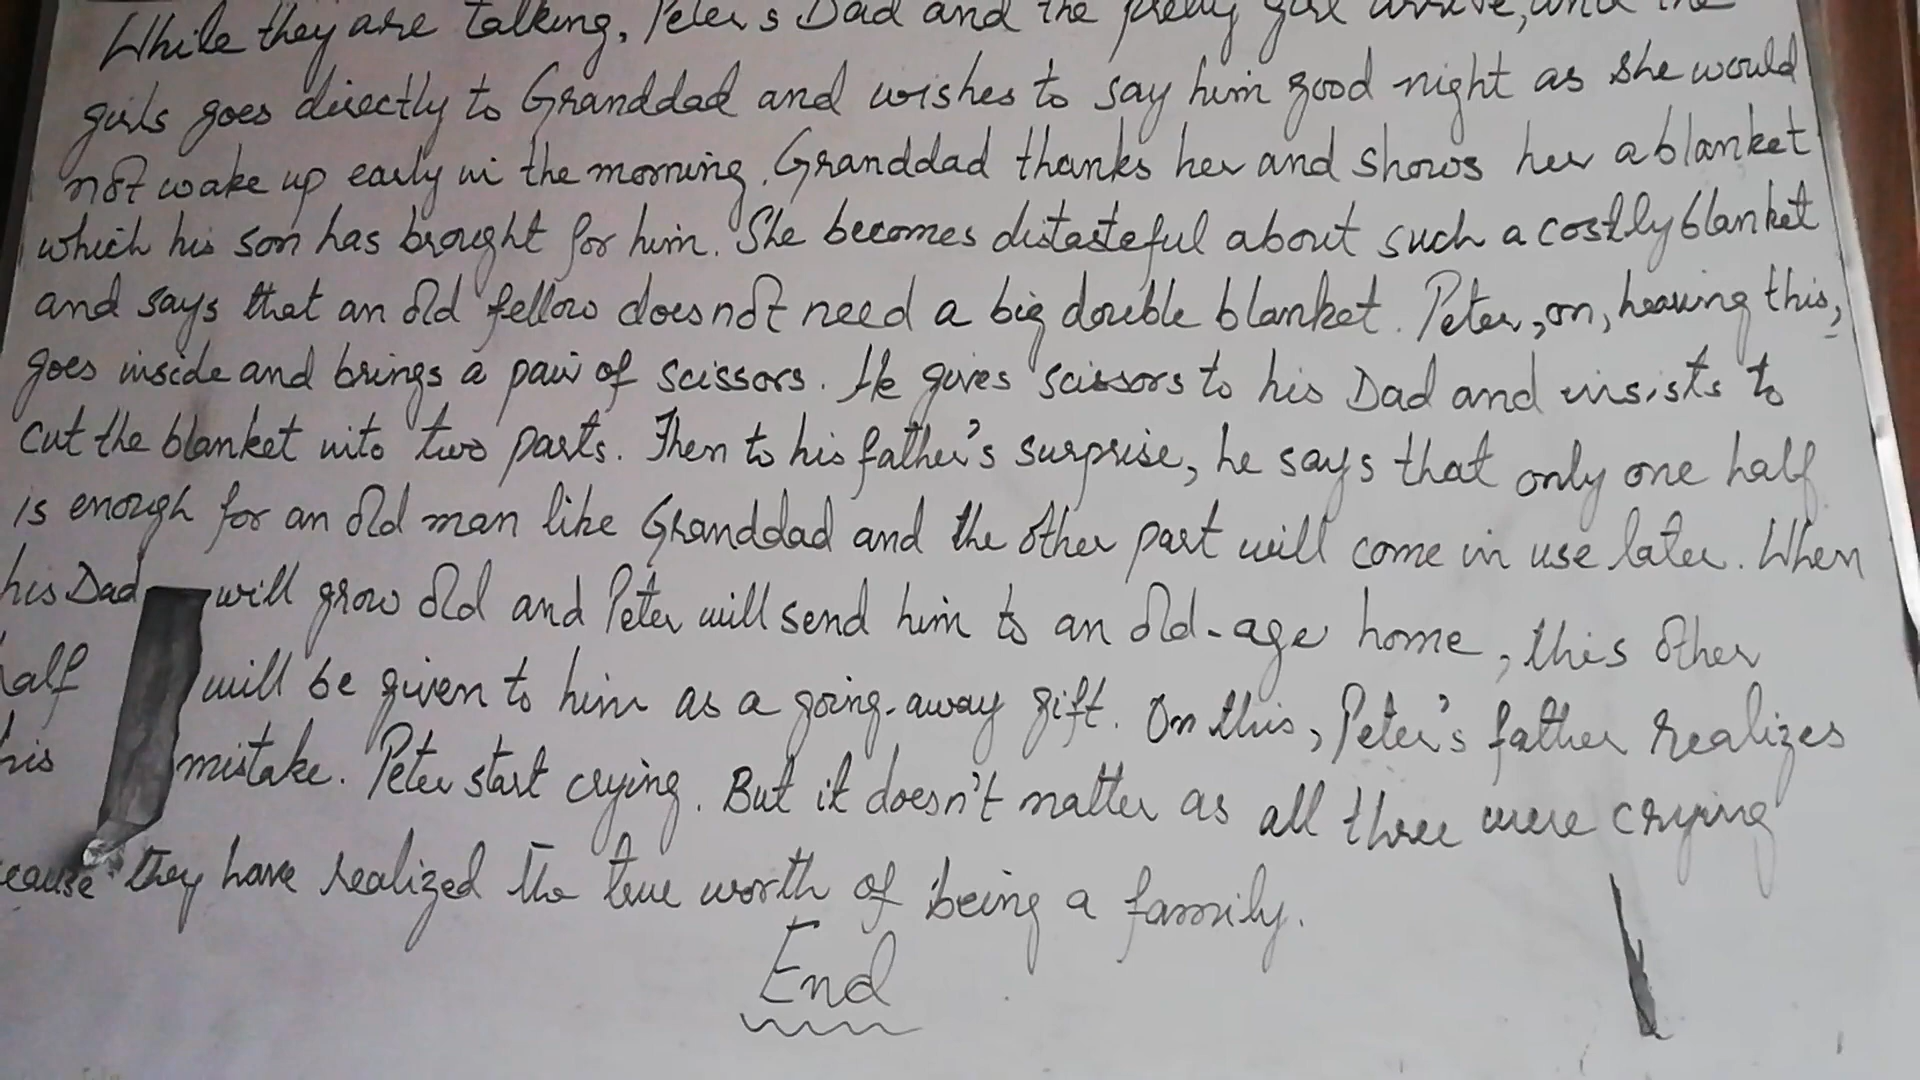 While they are talking, Peter's Dad and the pretty girl arrive, and the
girls goes directly to Granddad and wishes to say him good night as she would
not wake up early in the morning. Granddad thanks her and shows her a blanket
which his son has brought for him. She becomes distasteful about such a costly blanket
and says that an old fellow does not need a big double blanket. Peter, on, hearing this,
goes inside and brings a pair of scissors. He gives scissors to his Dad and insists to
cut the blanket into two parts. Then to his father's surprise, he says that only one half
is enough for an old man like Granddad and the other part will come in use later. When
his Dad will grow old and Peter will send him to an old-age home, this other
half will be given to him as a going-away gift. On this, Peter's father realizes
his mistake. Peter start crying. But it doesn't matter as all three were crying
cause they have realized the true worth of being a family.
End